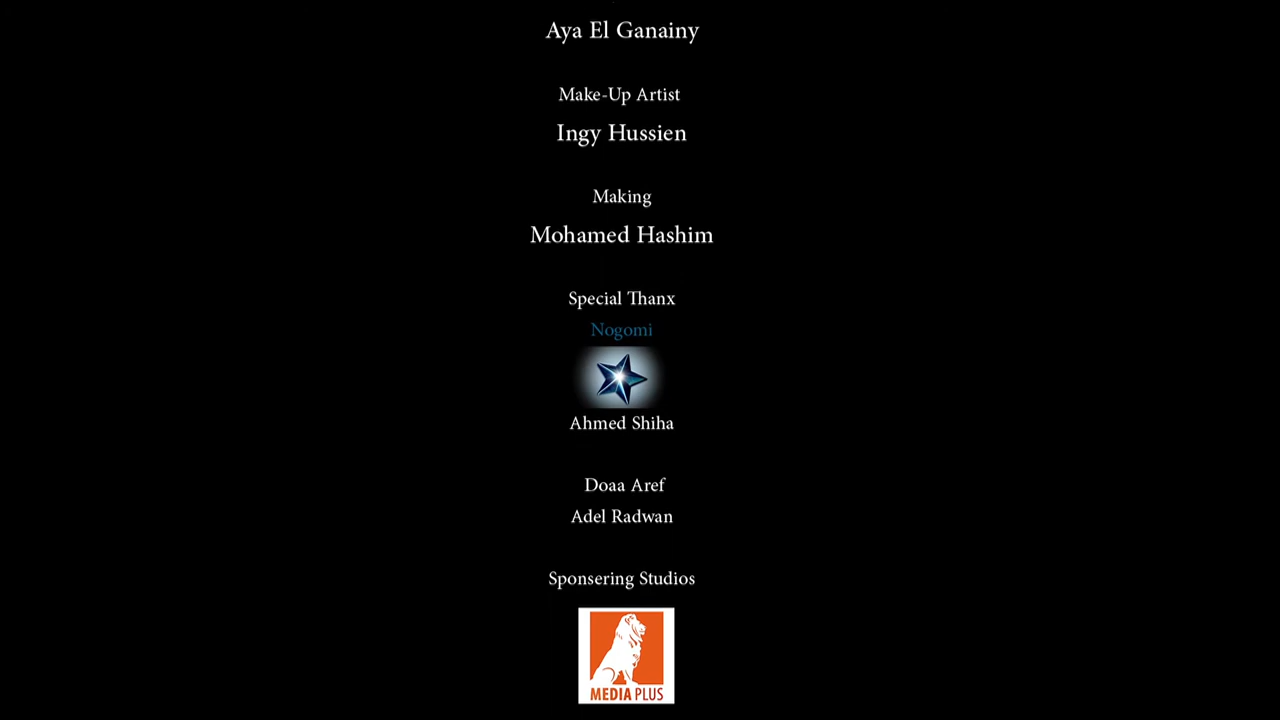 Aya El Ganainy
Make-Up Artist
Ingy Hussien
Making
Mohamed Hashim
Special Thanx
Nogomi
Ahmed Shiha
Doaa Aref
Adel Radwan
Sponsering Studios
MEDIA PLUS